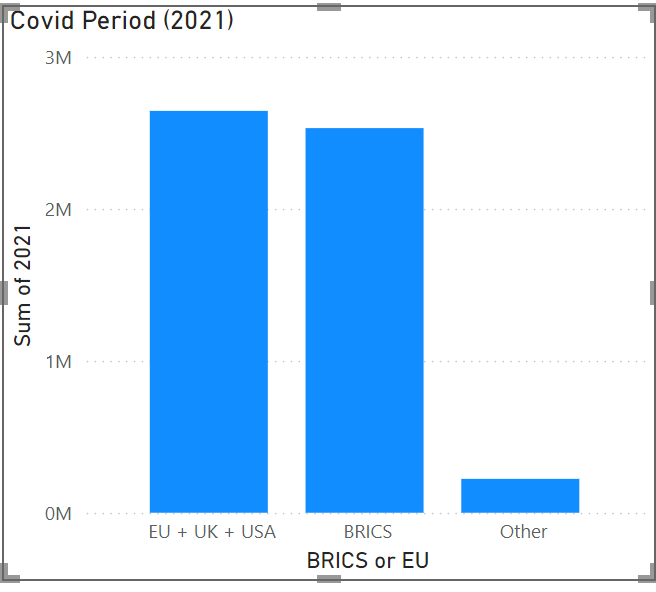 Covid Period (2021)
3M
2M
1M
0M
Sum of 2021
EU + UK + USA
BRICS
Other
BRICS or EU